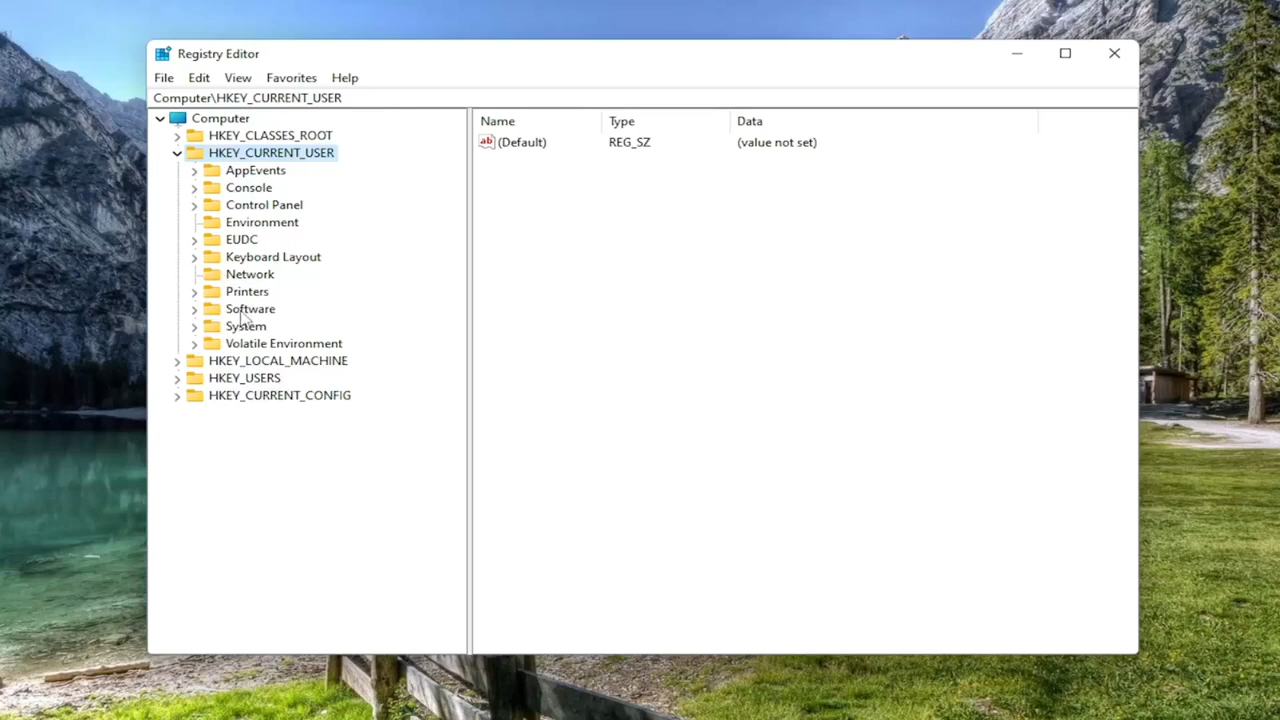 Registry Editor
File Edit View Favorites Help
Computer\HKEY_CURRENT_USER
Computer
HKEY_CLASSES_ROOT
HKEY_CURRENT_USER
AppEvents
Console
Control Panel
Environment
EUDC
Keyboard Layout
Network
Printers
Software
System
Volatile Environment
HKEY_LOCAL_MACHINE
HKEY_USERS
HKEY_CURRENT_CONFIG
Name Type Data
ab (Default) REG_SZ (value not set)